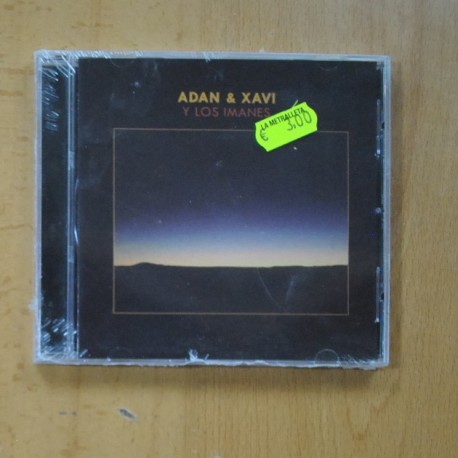 ADAN & XAVI
Y LOS IMANES
LA METRALLETA
€ 3,00